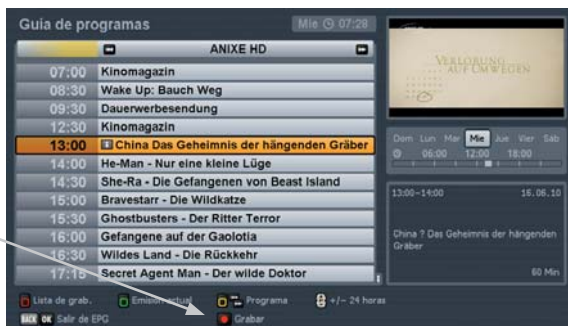 Guia de programas
Mie 07:28
ANIXE HD
07:00 Kinomagazin
08:30 Wake Up: Bauch Weg
09:30 Dauerwerbesendung
12:30 Kinomagazin
13:00 China Das Geheimnis der hängenden Gräber
14:00 He-Man - Nur eine kleine Lüge
14:30 She-Ra - Die Gefangenen von Beast Island
15:00 Bravestarr - Die Wildkatze
15:30 Ghostbusters - Der Ritter Terror
16:00 Gefangene auf der Gaolotia
16:30 Wildes Land - Die Rückkehr
17:15 Secret Agent Man - Der wilde Doktor
VERLOBUNG
AUF UMWEGEN
Dom Lun Mar Mie Jue Vier Sáb
06:00 12:00 18:00
13:00-14:00 16.06.10
China ? Das Geheimnis der hängenden
Gräber
60 Min
Lista de grab. Emisión actual Programa +/- 24 horas
BACK OK Salir de EPG Grabar